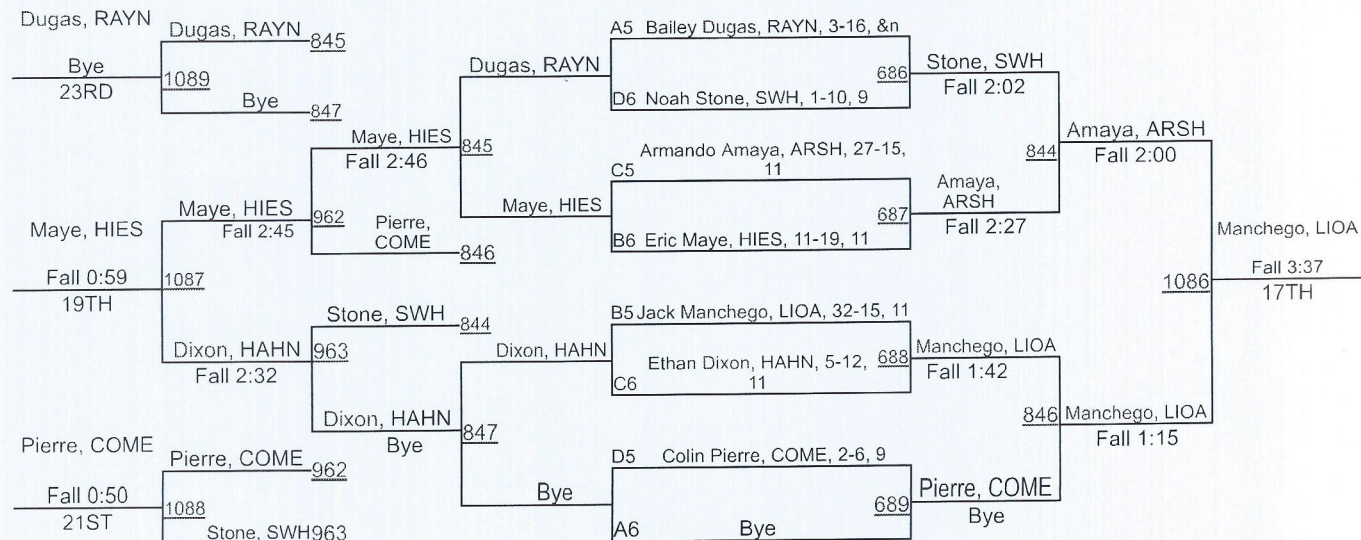 Dugas, RAYN
Dugas, RAYN
845
Bye
1089
23RD
Bye
847
Maye, HIES
Fall 2:46
Dugas, RAYN
845
Maye, HIES
Maye, HIES
Fall 2:45
962
Pierre,
COME
846
Maye, HIES
Fall 0:59
1087
19TH
Stone, SWH
844
Dixon, HAHN
963
Fall 2:32
Dixon, HAHN
Bye
Dixon, HAHN
847
Bye
Pierre, COME
Pierre, COME
962
Fall 0:50
1088
21ST
Stone, SWH
963
A5 Bailey Dugas, RAYN, 3-16, &n
686
D6 Noah Stone, SWH, 1-10, 9
Stone, SWH
Fall 2:02
Armando Amaya, ARSH, 27-15,
11
C5
687
B6 Eric Maye, HIES, 11-19, 11
Amaya,
ARSH
Fall 2:27
844
Amaya, ARSH
Fall 2:00
B5 Jack Manchego, LIOA, 32-15, 11
Ethan Dixon, HAHN, 5-12,
11
688
C6
Manchego, LIOA
Fall 1:42
D5 Colin Pierre, COME, 2-6, 9
689
A6 Bye
Pierre, COME
Bye
846
Manchego, LIOA
Fall 1:15
1086
Manchego, LIOA
Fall 3:37
17TH